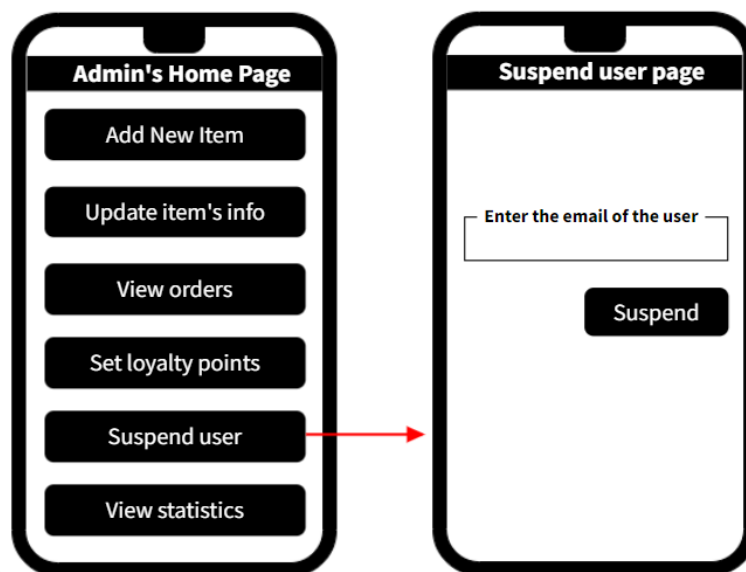 Admin's Home Page
Add New Item
Update item's info
View orders
Set loyalty points
Suspend user
View statistics
Suspend user page
Enter the email of the user
Suspend